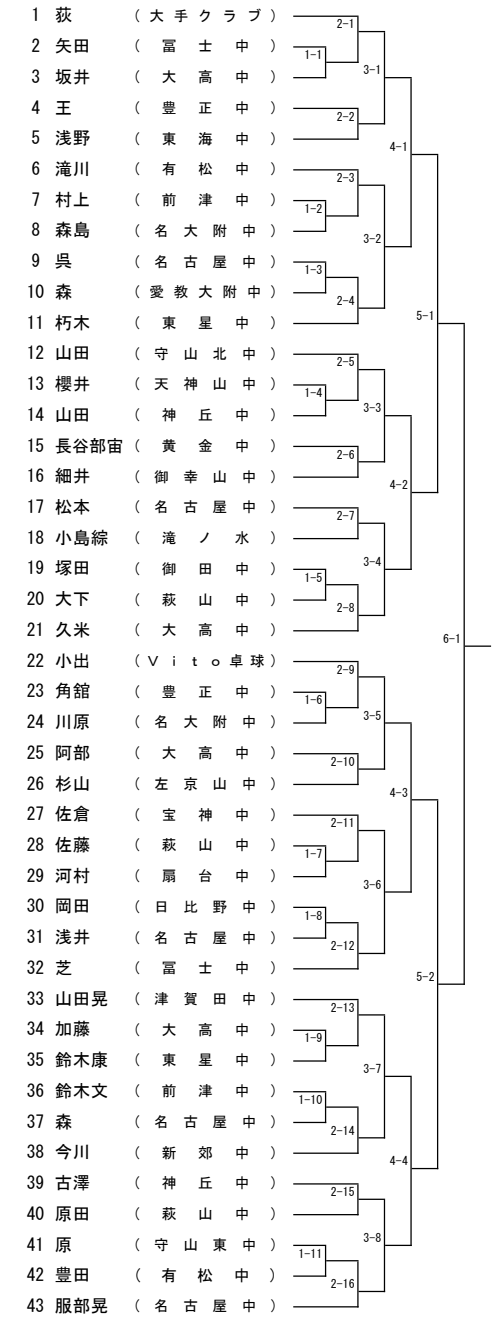 1 荻 (大手クラブ)
2 矢田 (冨士中)
3 坂井 (大高中)
4 王 (豊正中)
5 浅野 (東海中)
6 滝川 (有松中)
7 村上 (前津中)
8 森島 (名大附中)
9 呉 (名古屋中)
10 森 (愛教大附中)
11 朽木 (東星中)
12 山田 (守山北中)
13 櫻井 (天神山中)
14 山田 (神丘中)
15 長谷部宙 (黄金中)
16 細井 (御幸山中)
17 松本 (名古屋中)
18 小島綜 (滝ノ水)
19 塚田 (御田中)
20 大下 (萩山中)
21 久米 (大高中)
22 小出 (Vito卓球)
23 角舘 (豊正中)
24 川原 (名大附中)
25 阿部 (大高中)
26 杉山 (左京山中)
27 佐倉 (宝神中)
28 佐藤 (萩山中)
29 河村 (扇台中)
30 岡田 (日比野中)
31 浅井 (名古屋中)
32 芝 (冨士中)
33 山田晃 (津賀田中)
34 加藤 (大高中)
35 鈴木康 (東星中)
36 鈴木文 (前津中)
37 森 (名古屋中)
38 今川 (新郊中)
39 古澤 (神丘中)
40 原田 (萩山中)
41 原 (守山東中)
42 豊田 (有松中)
43 服部晃 (名古屋中)
1-1
1-2
1-3
1-4
1-5
1-6
1-7
1-8
1-9
1-10
1-11
2-1
2-2
2-3
2-4
2-5
2-6
2-7
2-8
2-9
2-10
2-11
2-12
2-13
2-14
2-15
2-16
3-1
3-2
3-3
3-4
3-5
3-6
3-7
3-8
4-1
4-2
4-3
4-4
5-1
5-2
6-1